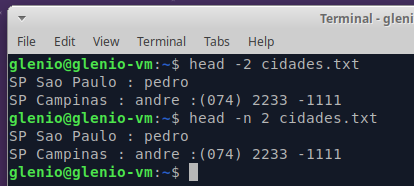 Terminal - gleni
File Edit View Terminal Tabs Help
glenio@glenio-vm:~$ head -2 cidades.txt
SP Sao Paulo : pedro
SP Campinas : andre :(074) 2233 -1111
glenio@glenio-vm:~$ head -n 2 cidades.txt
SP Sao Paulo : pedro
SP Campinas : andre :(074) 2233 -1111
glenio@glenio-vm:~$